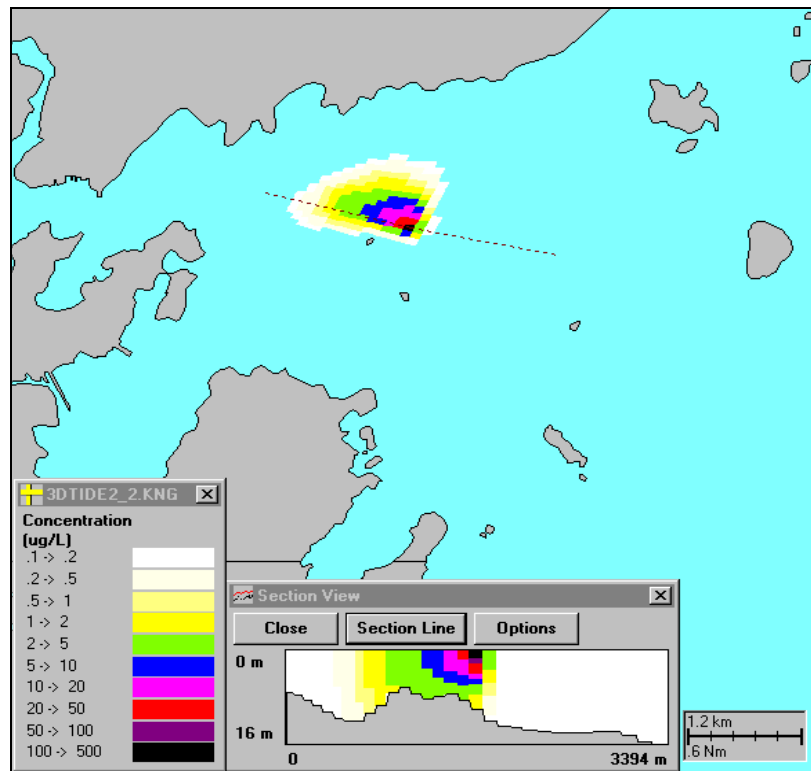 3DTIDE2_2.KNG
Concentration
(ug/L)
.1 -> .2
.2 -> .5
.5 -> 1
1 -> 2
2 -> 5
5 -> 10
10 -> 20
20 -> 50
50 -> 100
100 -> 500
Section View
Close Section Line Options
0 m
16 m
0 3394 m
1.2 km
.6 Nm